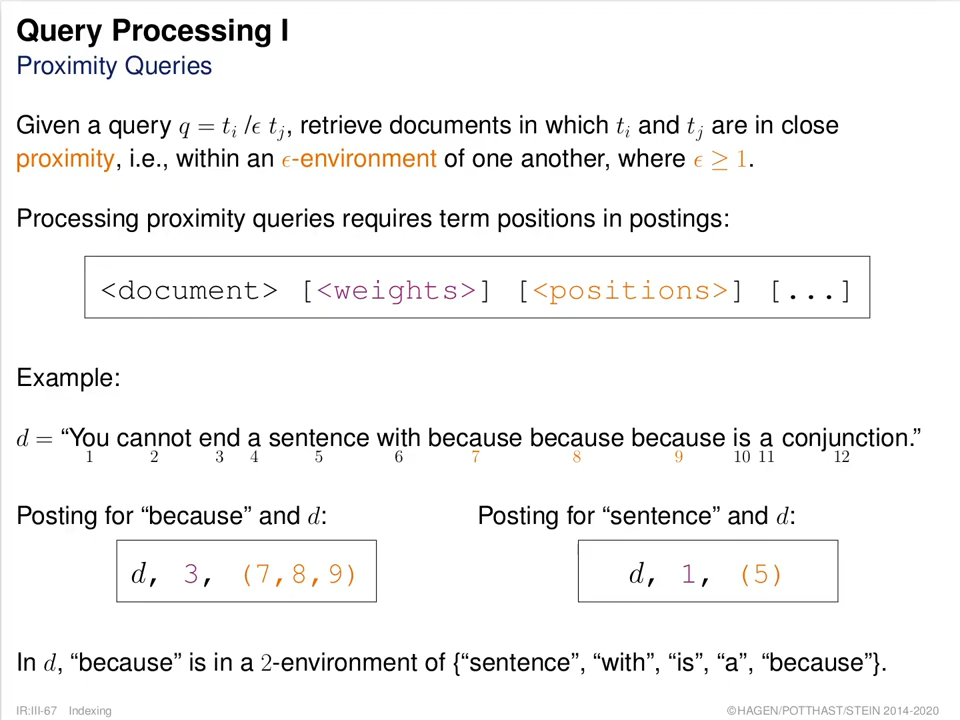 Query Processing I
Proximity Queries
Given a query q = tᵢ /ϵ tⱼ, retrieve documents in which tᵢ and tⱼ are in close
proximity, i.e., within an ϵ-environment of one another, where ϵ ≥ 1.
Processing proximity queries requires term positions in postings:
<document> [<weights>] [<positions>] [...]
Example:
d = “You cannot end a sentence with because because because is a conjunction.”
1 2 3 4 5 6 7 8 9 10 11 12
Posting for “because” and d: Posting for “sentence” and d:
d, 3, (7,8,9) d, 1, (5)
In d, “because” is in a 2-environment of {“sentence”, “with”, “is”, “a”, “because”}.
IR:III-67 Indexing ©HAGEN/POTTHAST/STEIN 2014-2020